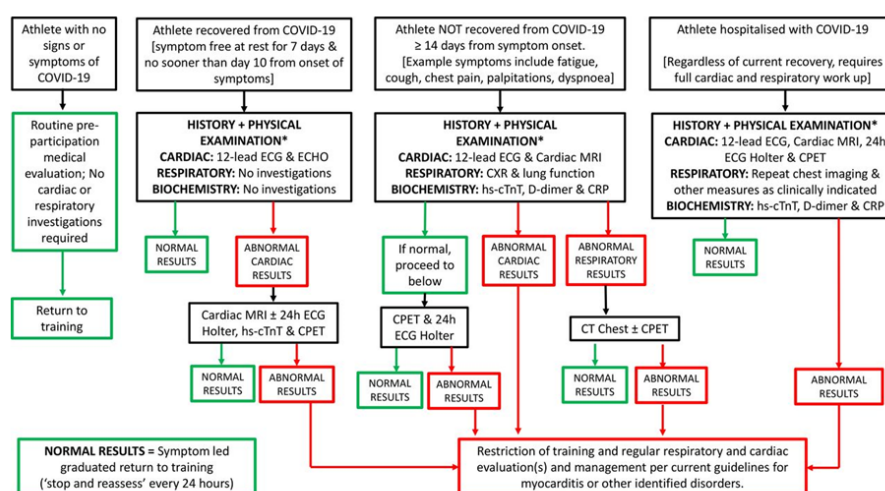 Athlete with no
signs or
symptoms of
COVID-19
Athlete recovered from COVID-19
[symptom free at rest for 7 days &
no sooner than day 10 from onset of
symptoms]
Athlete NOT recovered from COVID-19
≥ 14 days from symptom onset.
[Example symptoms include fatigue,
cough, chest pain, palpitations, dyspnoea]
Athlete hospitalised with COVID-19
[Regardless of current recovery, requires
full cardiac and respiratory work up]
Routine pre-
participation
medical
evaluation; No
cardiac or
respiratory
investigations
required
Return to
training
HISTORY + PHYSICAL
EXAMINATION*
CARDIAC: 12-lead ECG & ECHO
RESPIRATORY: No investigations
BIOCHEMISTRY: No investigations
NORMAL
RESULTS
ABNORMAL
CARDIAC
RESULTS
Cardiac MRI ± 24h ECG
Holter, hs-cTnT & CPET
NORMAL
RESULTS
ABNORMAL
RESULTS
HISTORY + PHYSICAL
EXAMINATION*
CARDIAC: 12-lead ECG & Cardiac MRI
RESPIRATORY: CXR & lung function
BIOCHEMISTRY: hs-cTnT, D-dimer & CRP
If normal,
proceed to
below
ABNORMAL
CARDIAC
RESULTS
ABNORMAL
RESPIRATORY
RESULTS
CPET & 24h
ECG Holter
CT Chest ± CPET
NORMAL
RESULTS
ABNORMAL
RESULTS
NORMAL
RESULTS
ABNORMAL
RESULTS
HISTORY + PHYSICAL EXAMINATION*
CARDIAC: 12-lead ECG, Cardiac MRI, 24h
ECG Holter & CPET
RESPIRATORY: Repeat chest imaging &
other measures as clinically indicated
BIOCHEMISTRY: hs-cTnT, D-dimer & CRP
NORMAL
RESULTS
ABNORMAL
RESULTS
NORMAL RESULTS = Symptom led
graduated return to training
('stop and reassess' every 24 hours)
Restriction of training and regular respiratory and cardiac
evaluation(s) and management per current guidelines for
myocarditis or other identified disorders.